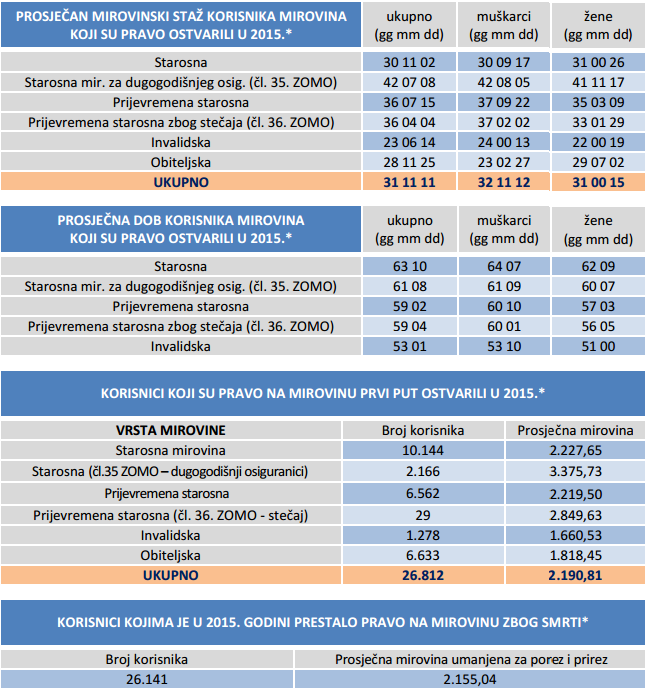 PROSJEČAN MIROVINSKI STAŽ KORISNIKA MIROVINA
KOJI SU PRAVO OSTVARILI U 2015.*
ukupno
(gg mm dd)
muškarci
(gg mm dd)
žene
(gg mm dd)
Starosna 30 11 02 30 09 17 31 00 26
Starosna mir. za dugogodišnjeg osig. (čl. 35. ZOMO) 42 07 08 42 08 05 41 11 17
Prijevremena starosna 36 07 15 37 09 22 35 03 09
Prijevremena starosna zbog stečaja (čl. 36. ZOMO) 36 04 04 37 02 02 33 01 29
Invalidska 23 06 14 24 00 13 22 00 19
Obiteljska 28 11 25 23 02 27 29 07 02
UKUPNO 31 11 11 32 11 12 31 00 15
PROSJEČNA DOB KORISNIKA MIROVINA
KOJI SU PRAVO OSTVARILI U 2015.*
ukupno
(gg mm dd)
muškarci
(gg mm dd)
žene
(gg mm dd)
Starosna 63 10 64 07 62 09
Starosna mir. za dugogodišnjeg osig. (čl. 35. ZOMO) 61 08 61 09 60 07
Prijevremena starosna 59 02 60 10 57 03
Prijevremena starosna zbog stečaja (čl. 36. ZOMO) 59 04 60 01 56 05
Invalidska 53 01 53 10 51 00
KORISNICI KOJI SU PRAVO NA MIROVINU PRVI PUT OSTVARILI U 2015.*
VRSTA MIROVINE Broj korisnika Prosječna mirovina
Starosna mirovina 10.144 2.227,65
Starosna (čl.35 ZOMO – dugogodišnji osiguranici) 2.166 3.375,73
Prijevremena starosna 6.562 2.219,50
Prijevremena starosna (čl. 36. ZOMO - stečaj) 29 2.849,63
Invalidska 1.278 1.660,53
Obiteljska 6.633 1.818,45
UKUPNO 26.812 2.190,81
KORISNICI KOJIMA JE U 2015. GODINI PRESTALO PRAVO NA MIROVINU ZBOG SMRTI*
Broj korisnika Prosječna mirovina umanjena za porez i prirez
26.141 2.155,04